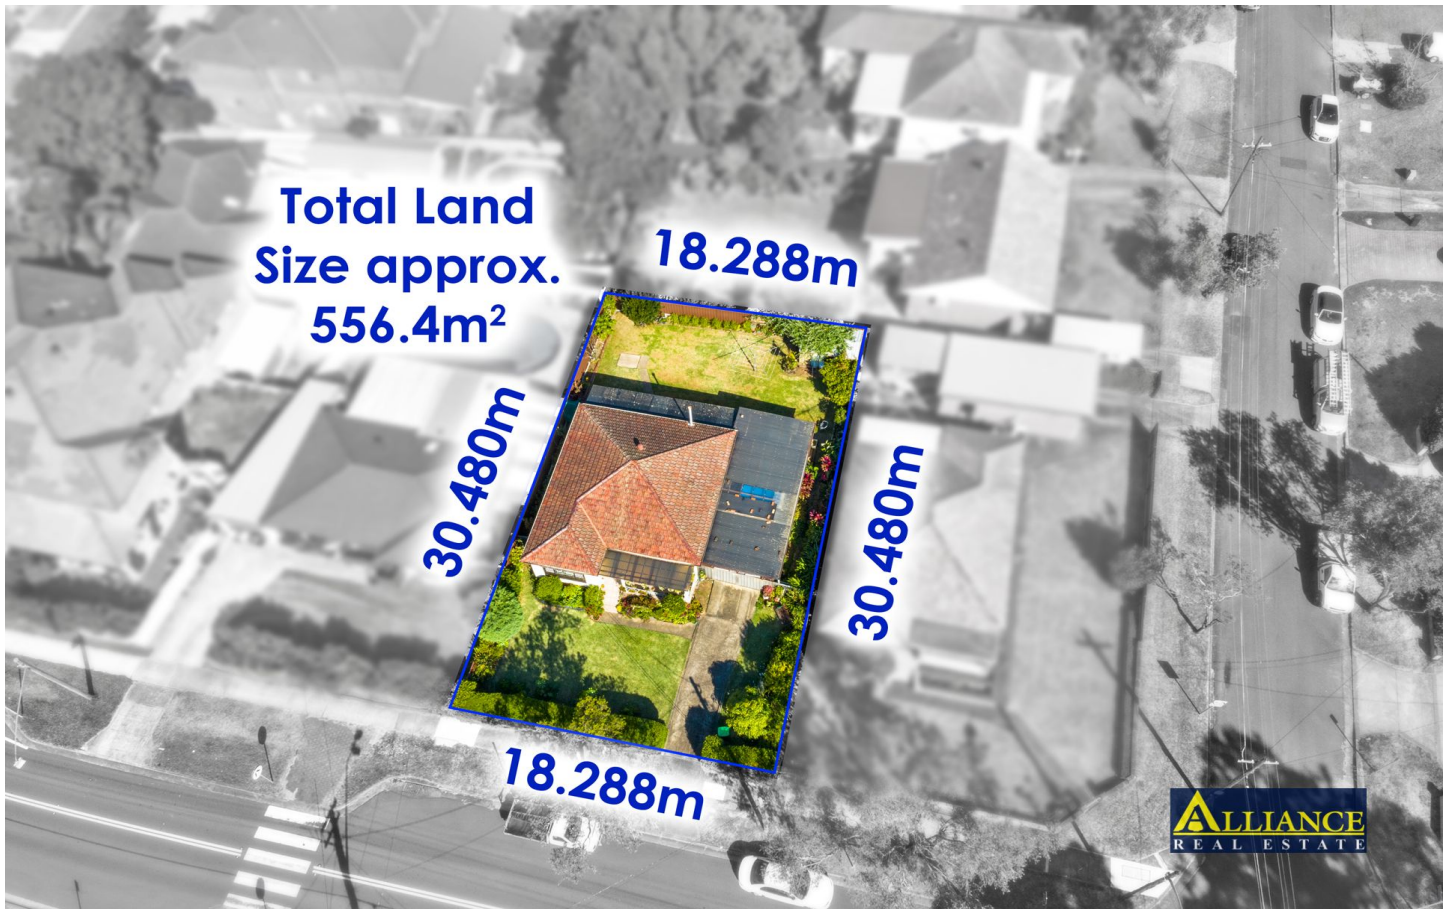 Total Land
Size approx.
556.4m²
18.288m
30.480m
30.480m
18.288m
ALLIANCE
REAL ESTATE